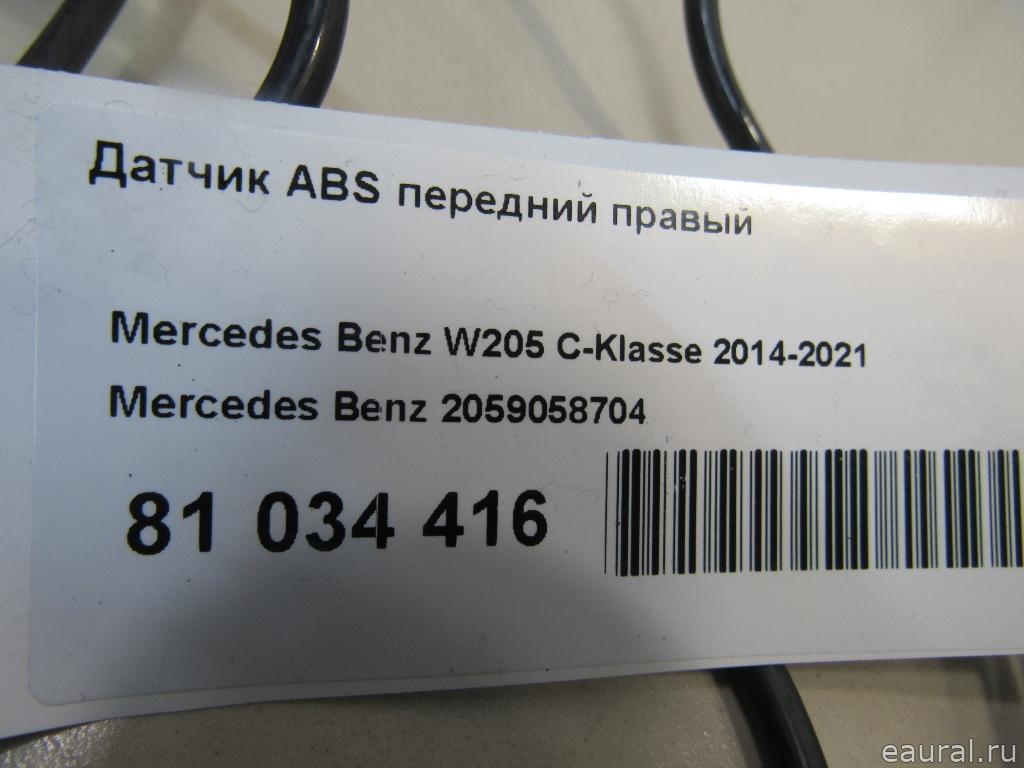 Датчик ABS передний правый
Mercedes Benz W205 C-Klasse 2014-2021
Mercedes Benz 2059058704
81 034 416
eaural.ru